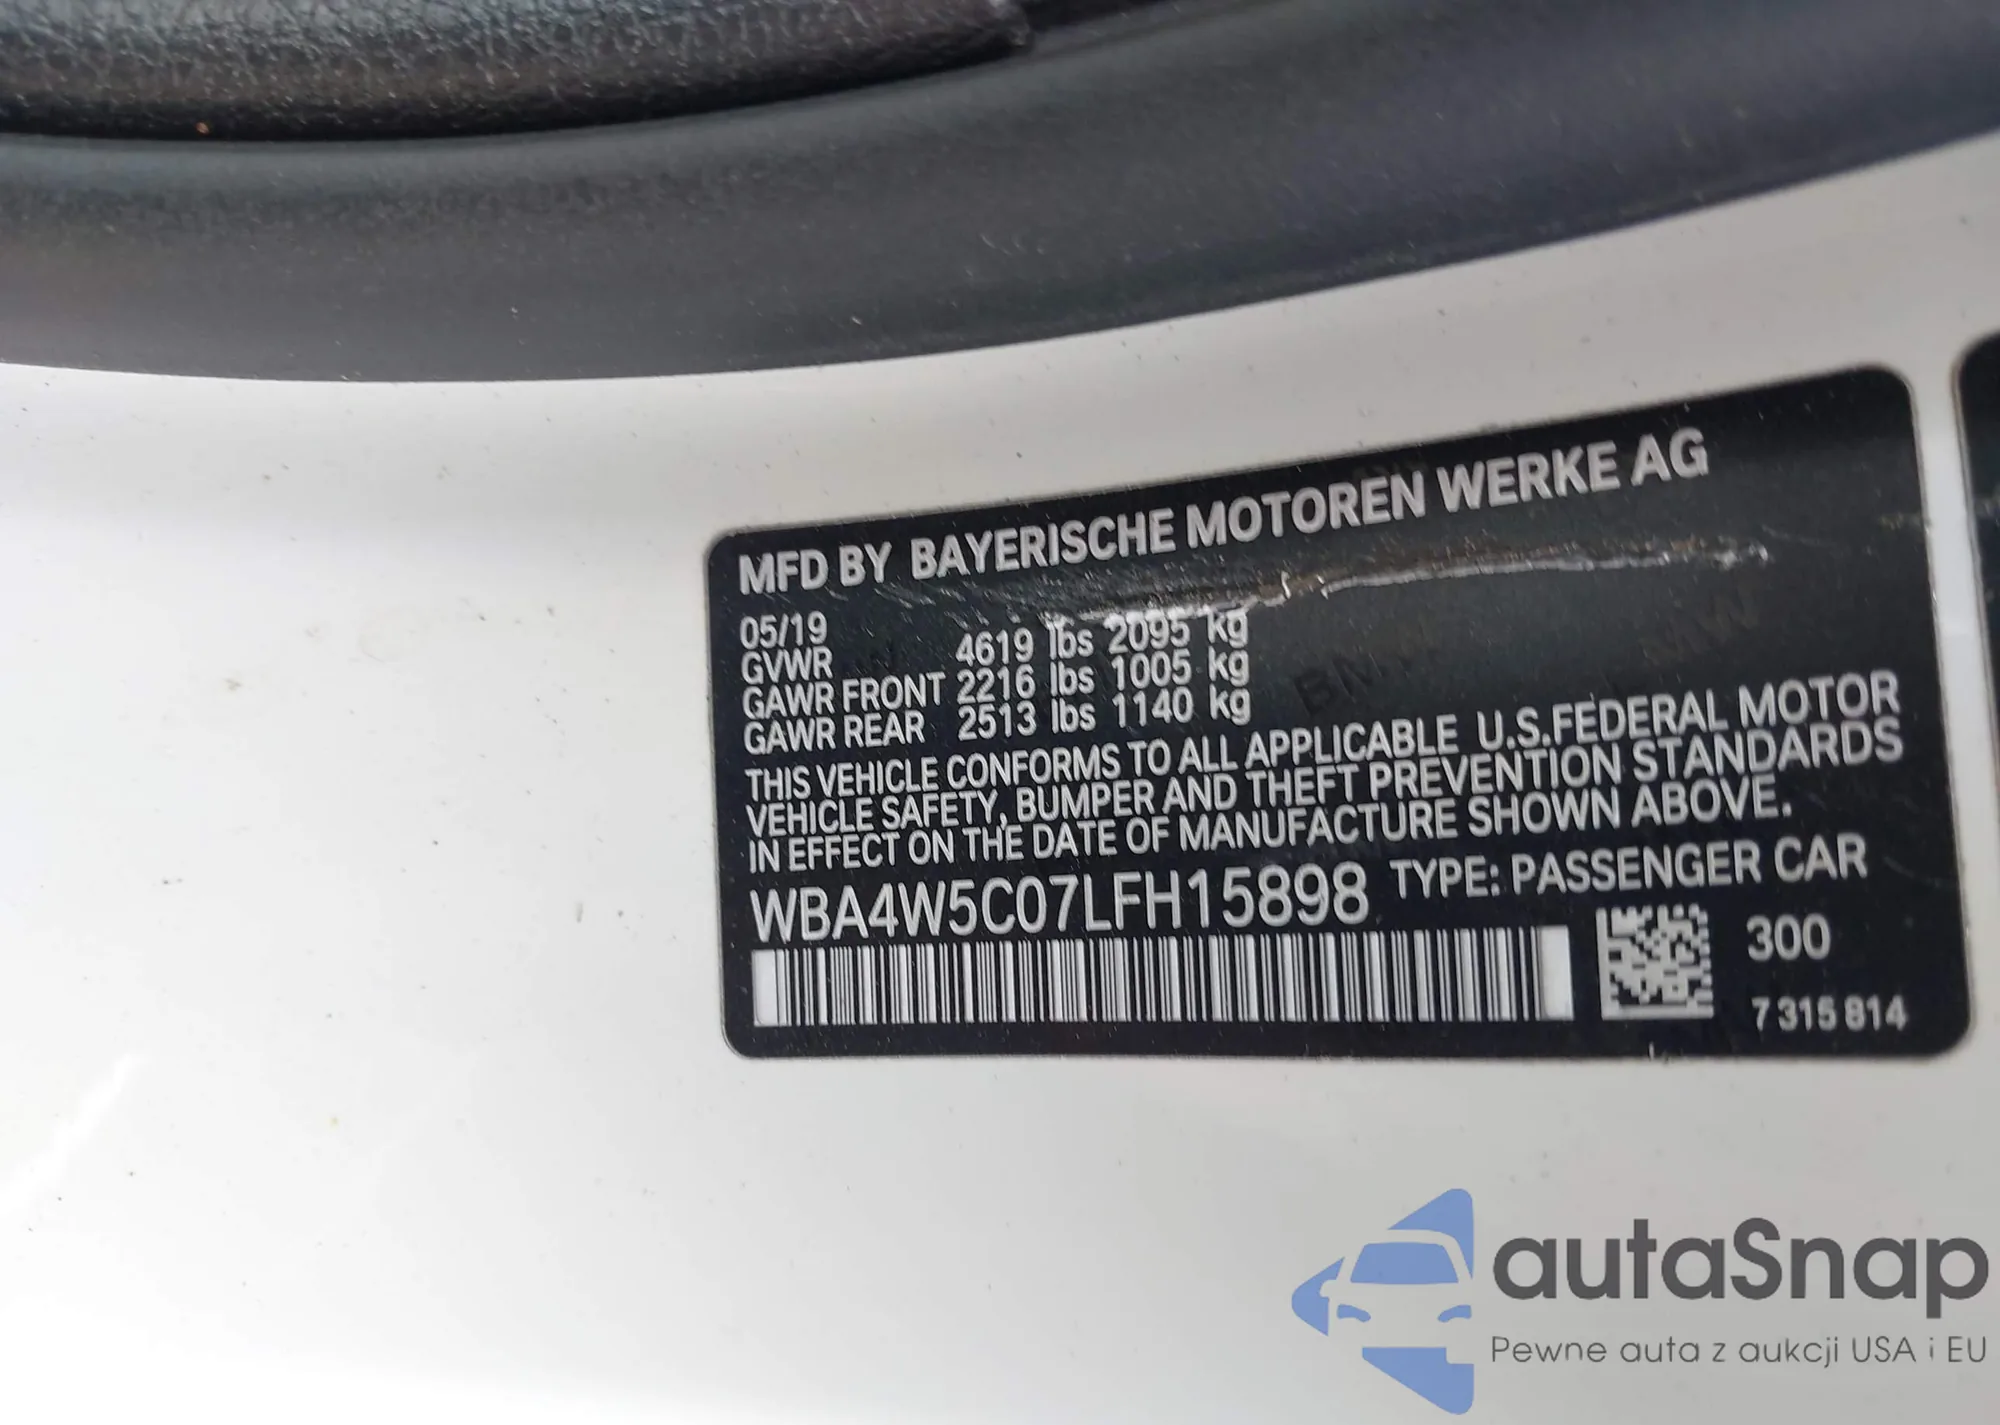 MFD BY BAYERISCHE MOTOREN WERKE AG
05/19
GVWR 4619 lbs 2095 kg
GAWR FRONT 2216 lbs 1005 kg
GAWR REAR 2513 lbs 1140 kg
THIS VEHICLE CONFORMS TO ALL APPLICABLE U.S.FEDERAL MOTOR
VEHICLE SAFETY, BUMPER AND THEFT PREVENTION STANDARDS
IN EFFECT ON THE DATE OF MANUFACTURE SHOWN ABOVE.
WBA4W5C07LFH15898 TYPE: PASSENGER CAR
300
7 315 814
autaSnap
Pewne auta z aukcji USA i EU